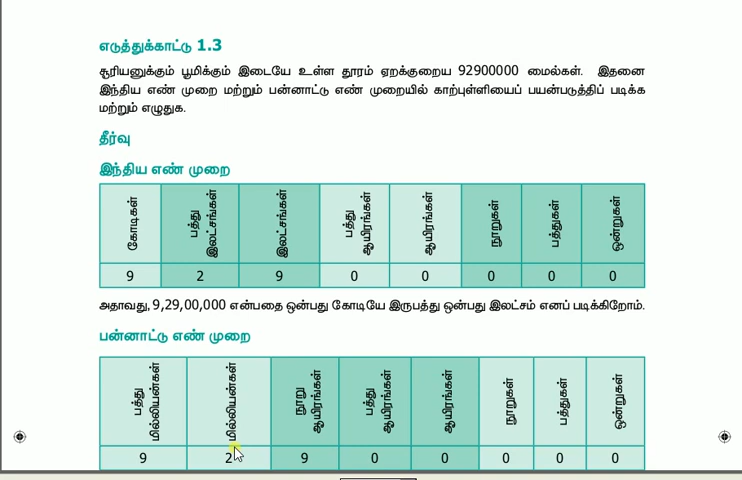 எடுத்துக்காட்டு 1.3
சூரியனுக்கும் பூமிக்கும் இடையே உள்ள தூரம் ஏறக்குறைய 92900000 மைல்கள். இதனை
இந்திய எண் முறை மற்றும் பன்னாட்டு எண் முறையில் காற்புள்ளியைப் பயன்படுத்திப் படிக்க
மற்றும் எழுதுக.
தீர்வு
இந்திய எண் முறை
கோடிகள் பத்து இலட்சங்கள் இலட்சங்கள் பத்து ஆயிரங்கள் ஆயிரங்கள் நூறுகள் பத்துகள் ஒன்றுகள்
9 2 9 0 0 0 0 0
அதாவது, 9,29,00,000 என்பதை ஒன்பது கோடியே இருபத்து ஒன்பது இலட்சம் எனப் படிக்கிறோம்.
பன்னாட்டு எண் முறை
பத்து மில்லியன்கள் மில்லியன்கள் நூறு ஆயிரங்கள் பத்து ஆயிரங்கள் ஆயிரங்கள் நூறுகள் பத்துகள் ஒன்றுகள்
9 2 9 0 0 0 0 0